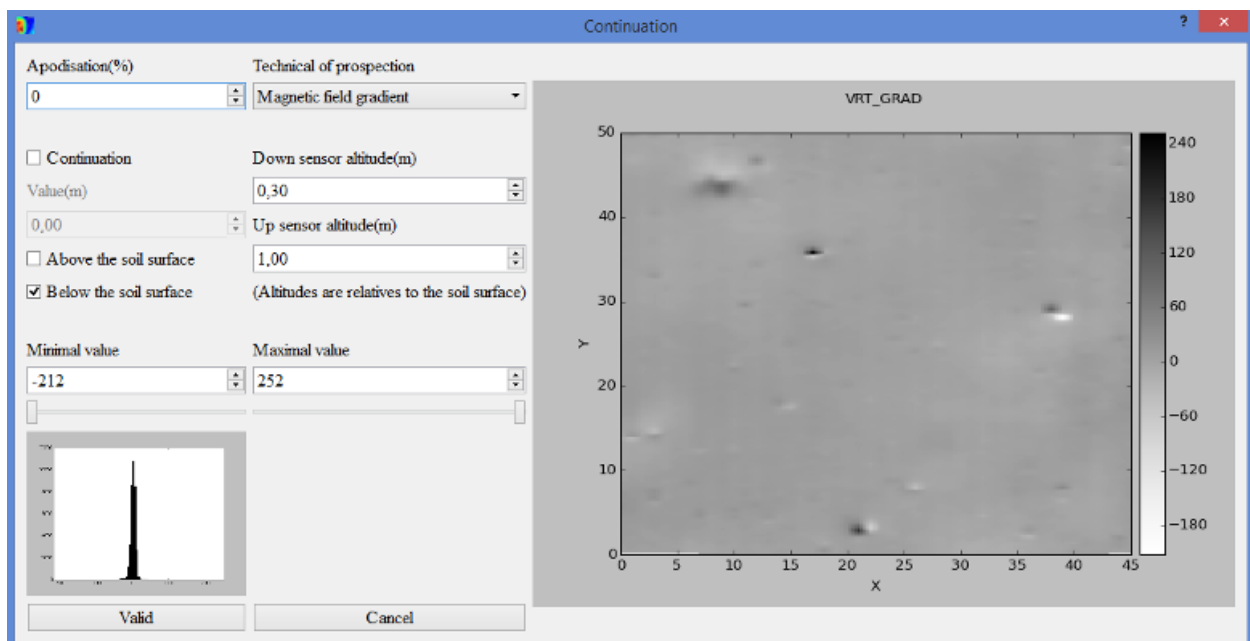 Continuation
?
×
Apodisation(%)
Technical of prospection
0
Magnetic field gradient
Continuation
Down sensor altitude(m)
Value(m)
0,30
0,00
Up sensor altitude(m)
Above the soil surface
1,00
Below the soil surface
(Altitudes are relatives to the soil surface)
Minimal value
Maximal value
-212
252
Valid
Cancel
VRT_GRAD
50
40
30
20
10
0
Y
0 5 10 15 20 25 30 35 40 45
X
240
180
120
60
0
−60
−120
−180